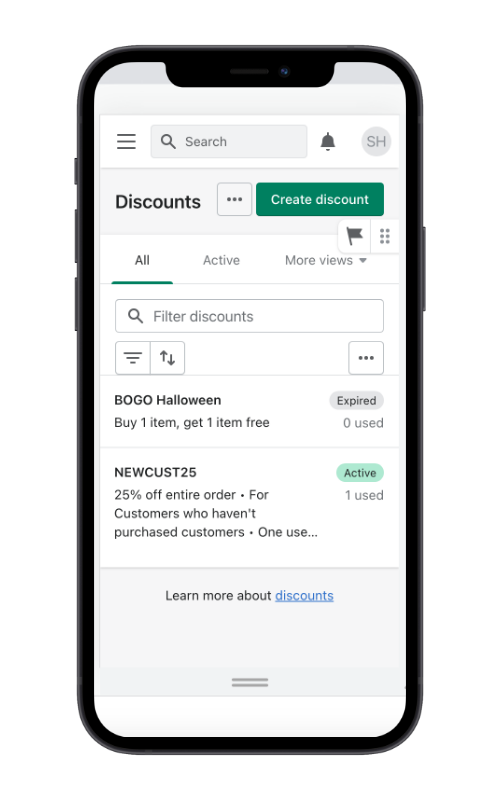 Search
SH
Discounts
Create discount
All
Active
More views
Filter discounts
BOGO Halloween
Expired
Buy 1 item, get 1 item free
0 used
NEWCUST25
Active
25% off entire order • For
1 used
Customers who haven't
purchased customers • One use...
Learn more about discounts